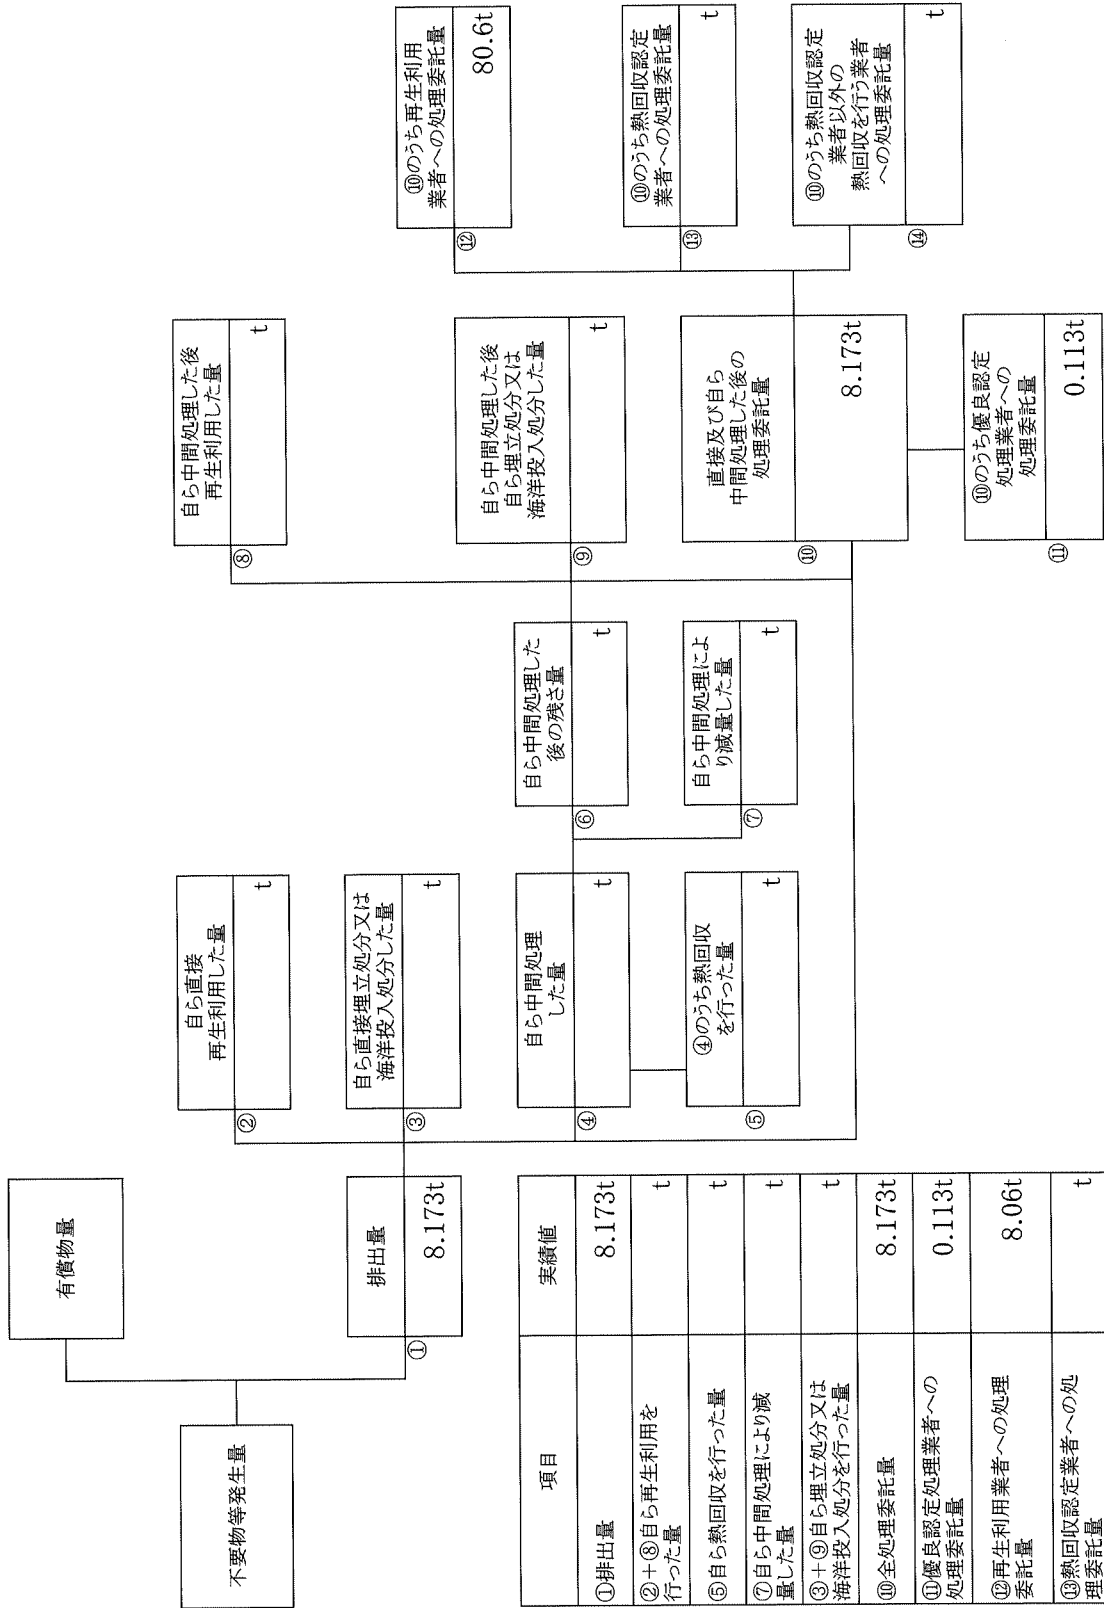 不要物等発生量
有償物量
排出量
① 8.173t
自ら直接
再生利用した量
② t
自ら直接埋立処分又は
海洋投入処分した量
③ t
自ら中間処理
した量
④ t
④のうち熱回収
を行った量
⑤ t
自ら中間処理した
後の残さ量
⑥ t
自ら中間処理によ
り減量した量
⑦ t
自ら中間処理した後
再生利用した量
⑧ t
自ら中間処理した後
自ら埋立処分又は
海洋投入処分した量
⑨ t
直接及び自ら
中間処理した後の
処理委託量
⑩ 8.173t
⑩のうち優良認定
処理業者への
処理委託量
⑪ 0.113t
⑩のうち再生利用
業者への処理委託量
⑫ 80.6t
⑩のうち熱回収認定
業者への処理委託量
⑬ t
⑩のうち熱回収認定
業者以外の
熱回収を行う業者
への処理委託量
⑭ t
項目 実績値
①排出量 8.173t
②+⑧自ら再生利用を
行った量 t
⑤自ら熱回収を行った量 t
⑦自ら中間処理により減
量した量 t
③+⑨自ら埋立処分又は
海洋投入処分を行った量 t
⑩全処理委託量 8.173t
⑪優良認定処理業者への
処理委託量 0.113t
⑫再生利用業者への処理
委託量 8.06t
⑬熱回収認定業者への処
理委託量 t